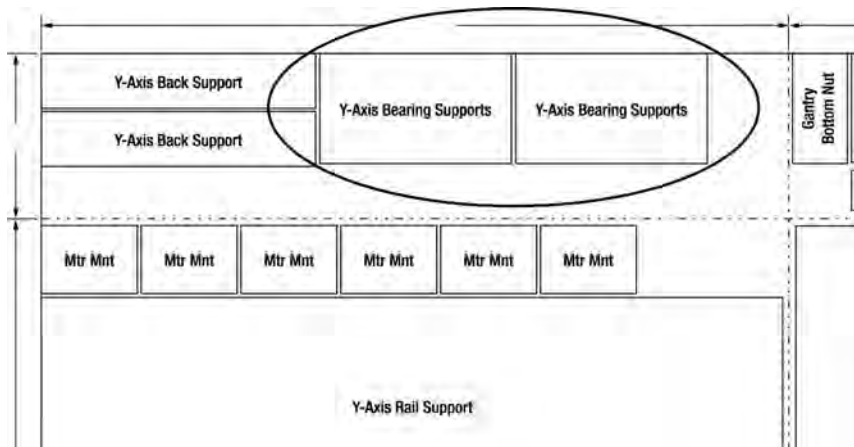 Y-Axis Back Support
Y-Axis Back Support
Y-Axis Bearing Supports
Y-Axis Bearing Supports
Gantry
Bottom Nut
Mtr Mnt
Mtr Mnt
Mtr Mnt
Mtr Mnt
Mtr Mnt
Mtr Mnt
Y-Axis Rail Support